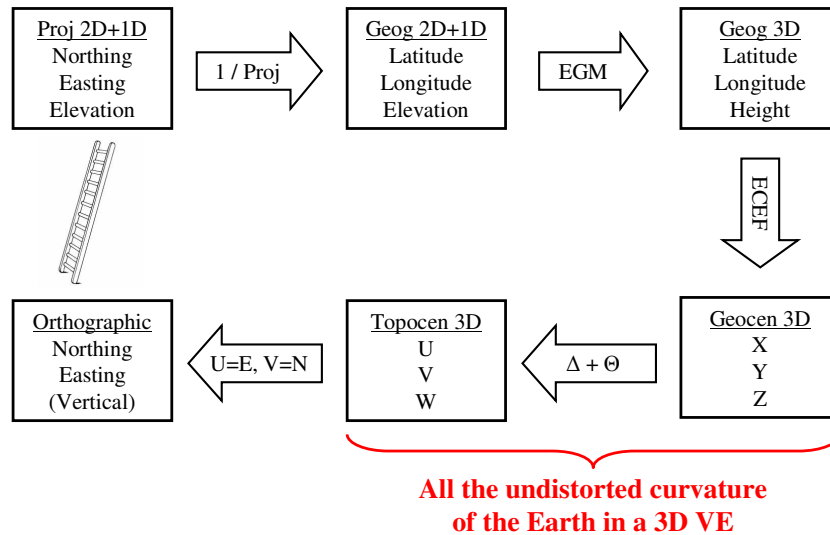 Proj 2D+1D
Northing
Easting
Elevation
1 / Proj
Geog 2D+1D
Latitude
Longitude
Elevation
EGM
Geog 3D
Latitude
Longitude
Height
ECEF
Orthographic
Northing
Easting
(Vertical)
U=E, V=N
Topocen 3D
U
V
W
Δ + Θ
Geocen 3D
X
Y
Z
All the undistorted curvature
of the Earth in a 3D VE